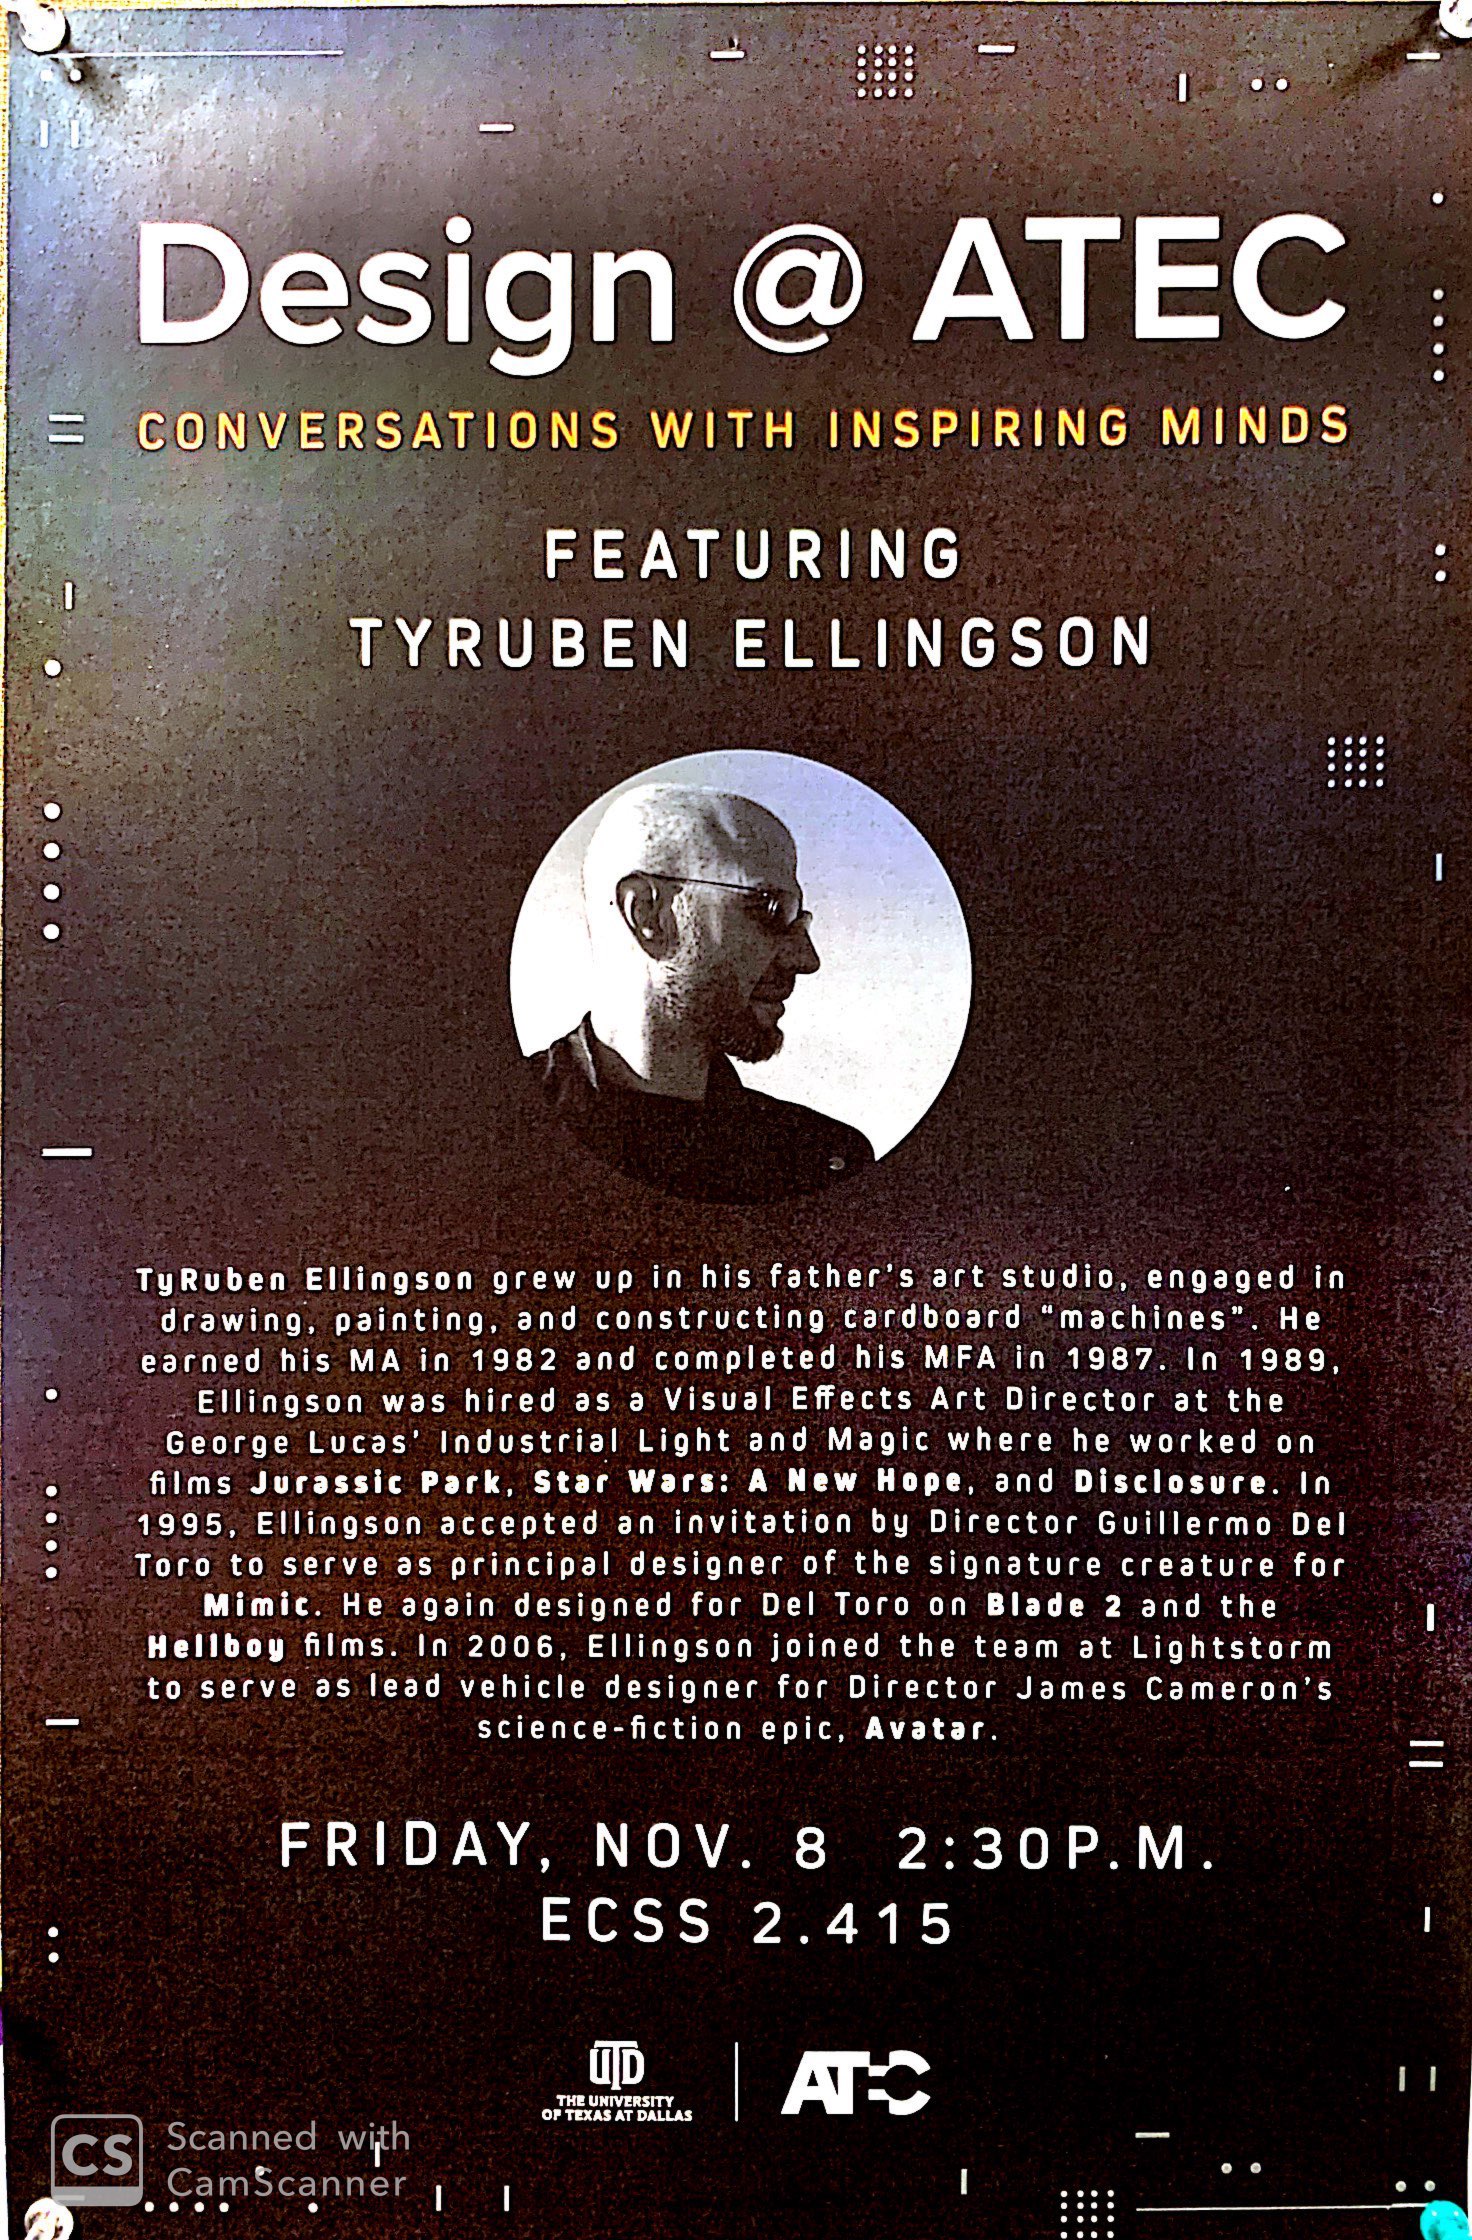 Design @ ATEC
CONVERSATIONS WITH INSPIRING MINDS
FEATURING
TYRUBEN ELLINGSON
TyRuben Ellingson grew up in his father's art studio, engaged in
drawing, painting, and constructing cardboard "machines". He
earned his MA in 1982 and completed his MFA in 1987. In 1989,
Ellingson was hired as a Visual Effects Art Director at the
George Lucas' Industrial Light and Magic where he worked on
films Jurassic Park, Star Wars: A New Hope, and Disclosure. In
1995, Ellingson accepted an invitation by Director Guillermo Del
Toro to serve as principal designer of the signature creature for
Mimic. He again designed for Del Toro on Blade 2 and the
Hellboy films. In 2006, Ellingson joined the team at Lightstorm
to serve as lead vehicle designer for Director James Cameron's
science-fiction epic, Avatar.
FRIDAY, NOV. 8 2:30P.M.
ECSS 2.415
UTD
THE UNIVERSITY
OF TEXAS AT DALLAS
ATEC
CS
Scanned with
CamScanner